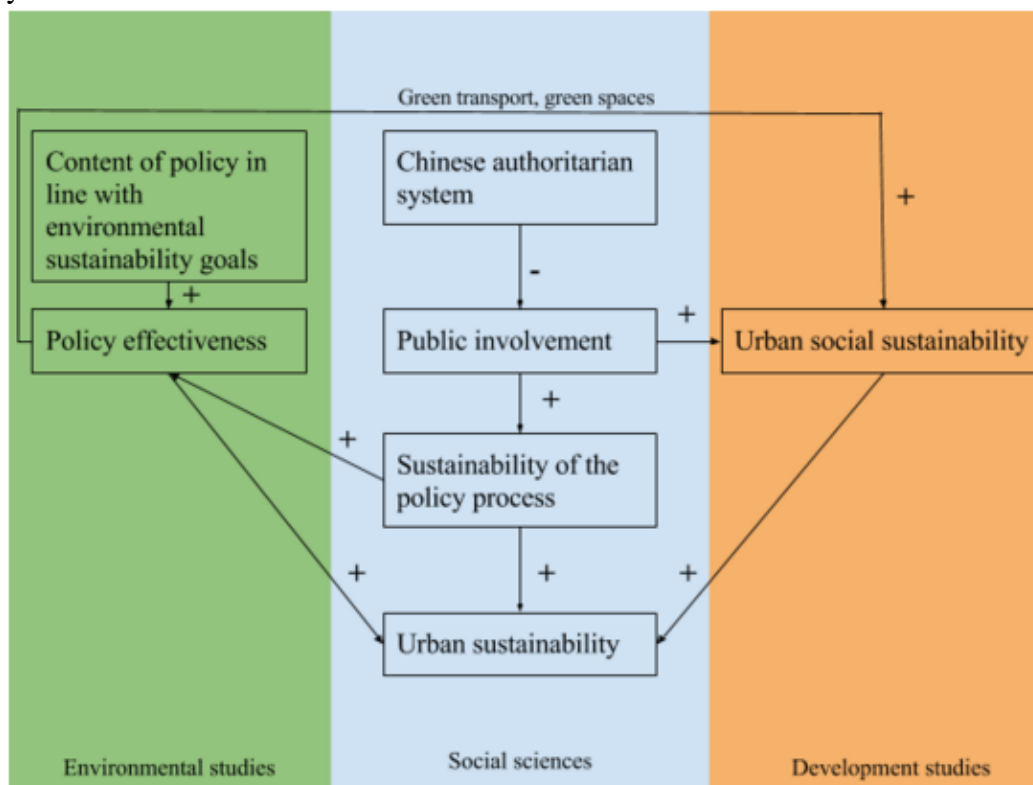 Green transport, green spaces
Content of policy in
line with
environmental
sustainability goals
Chinese authoritarian
system
+
-
+
Policy effectiveness
Public involvement
+
Urban social sustainability
+
+
Sustainability of the
policy process
+
+
+
Urban sustainability
Environmental studies
Social sciences
Development studies